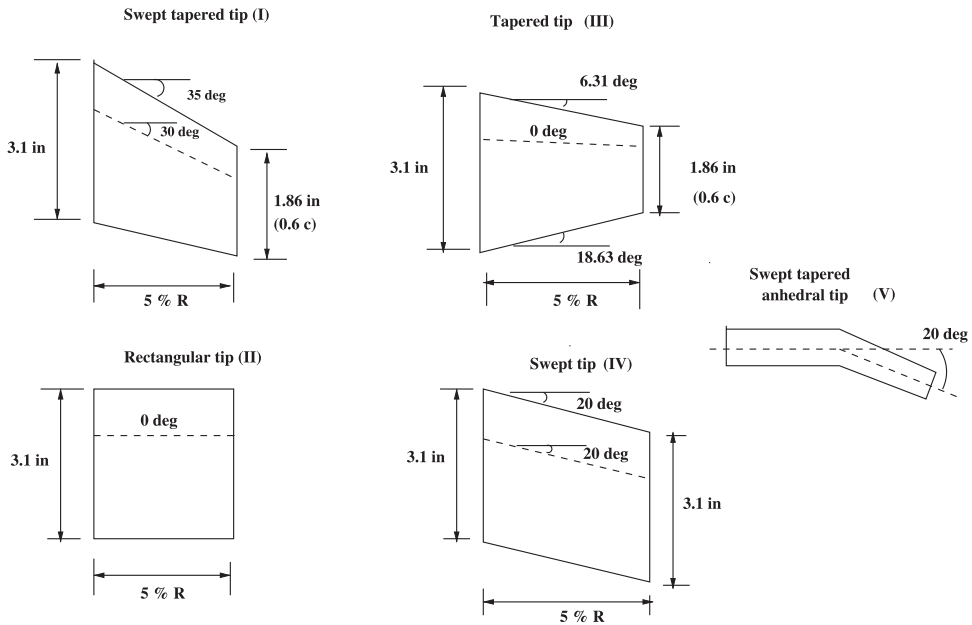 Swept tapered tip (I)
35 deg
30 deg
3.1 in
1.86 in
(0.6 c)
5 % R
Tapered tip (III)
6.31 deg
0 deg
3.1 in
1.86 in
(0.6 c)
18.63 deg
5 % R
Swept tapered
anhedral tip (V)
20 deg
Rectangular tip (II)
0 deg
3.1 in
5 % R
Swept tip (IV)
20 deg
20 deg
3.1 in
3.1 in
5 % R